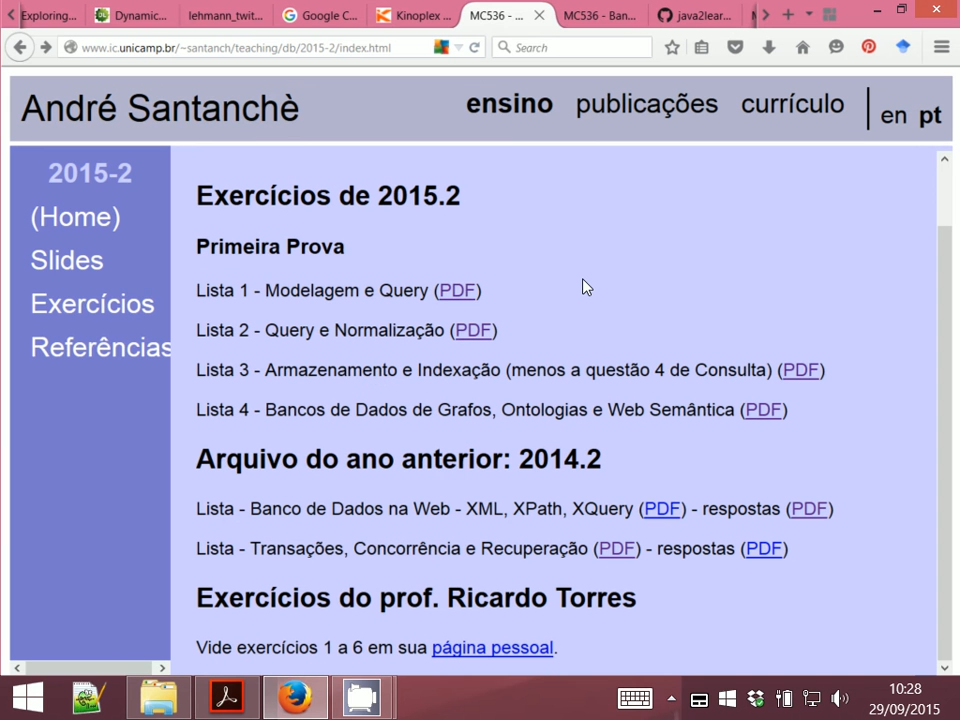 Exploring...
Dynamic...
lehmann_twit...
Google C...
Kinoplex ...
MC536 - ...
MC536 - Ban...
java2lear...
www.ic.unicamp.br/~santanch/teaching/db/2015-2/index.html
Search
André Santanchè
ensino publicações currículo en pt
2015-2
(Home)
Slides
Exercícios
Referências
Exercícios de 2015.2
Primeira Prova
Lista 1 - Modelagem e Query (PDF)
Lista 2 - Query e Normalização (PDF)
Lista 3 - Armazenamento e Indexação (menos a questão 4 de Consulta) (PDF)
Lista 4 - Bancos de Dados de Grafos, Ontologias e Web Semântica (PDF)
Arquivo do ano anterior: 2014.2
Lista - Banco de Dados na Web - XML, XPath, XQuery (PDF) - respostas (PDF)
Lista - Transações, Concorrência e Recuperação (PDF) - respostas (PDF)
Exercícios do prof. Ricardo Torres
Vide exercícios 1 a 6 em sua página pessoal.
10:28
29/09/2015